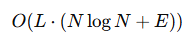 O(L · (N log N + E))